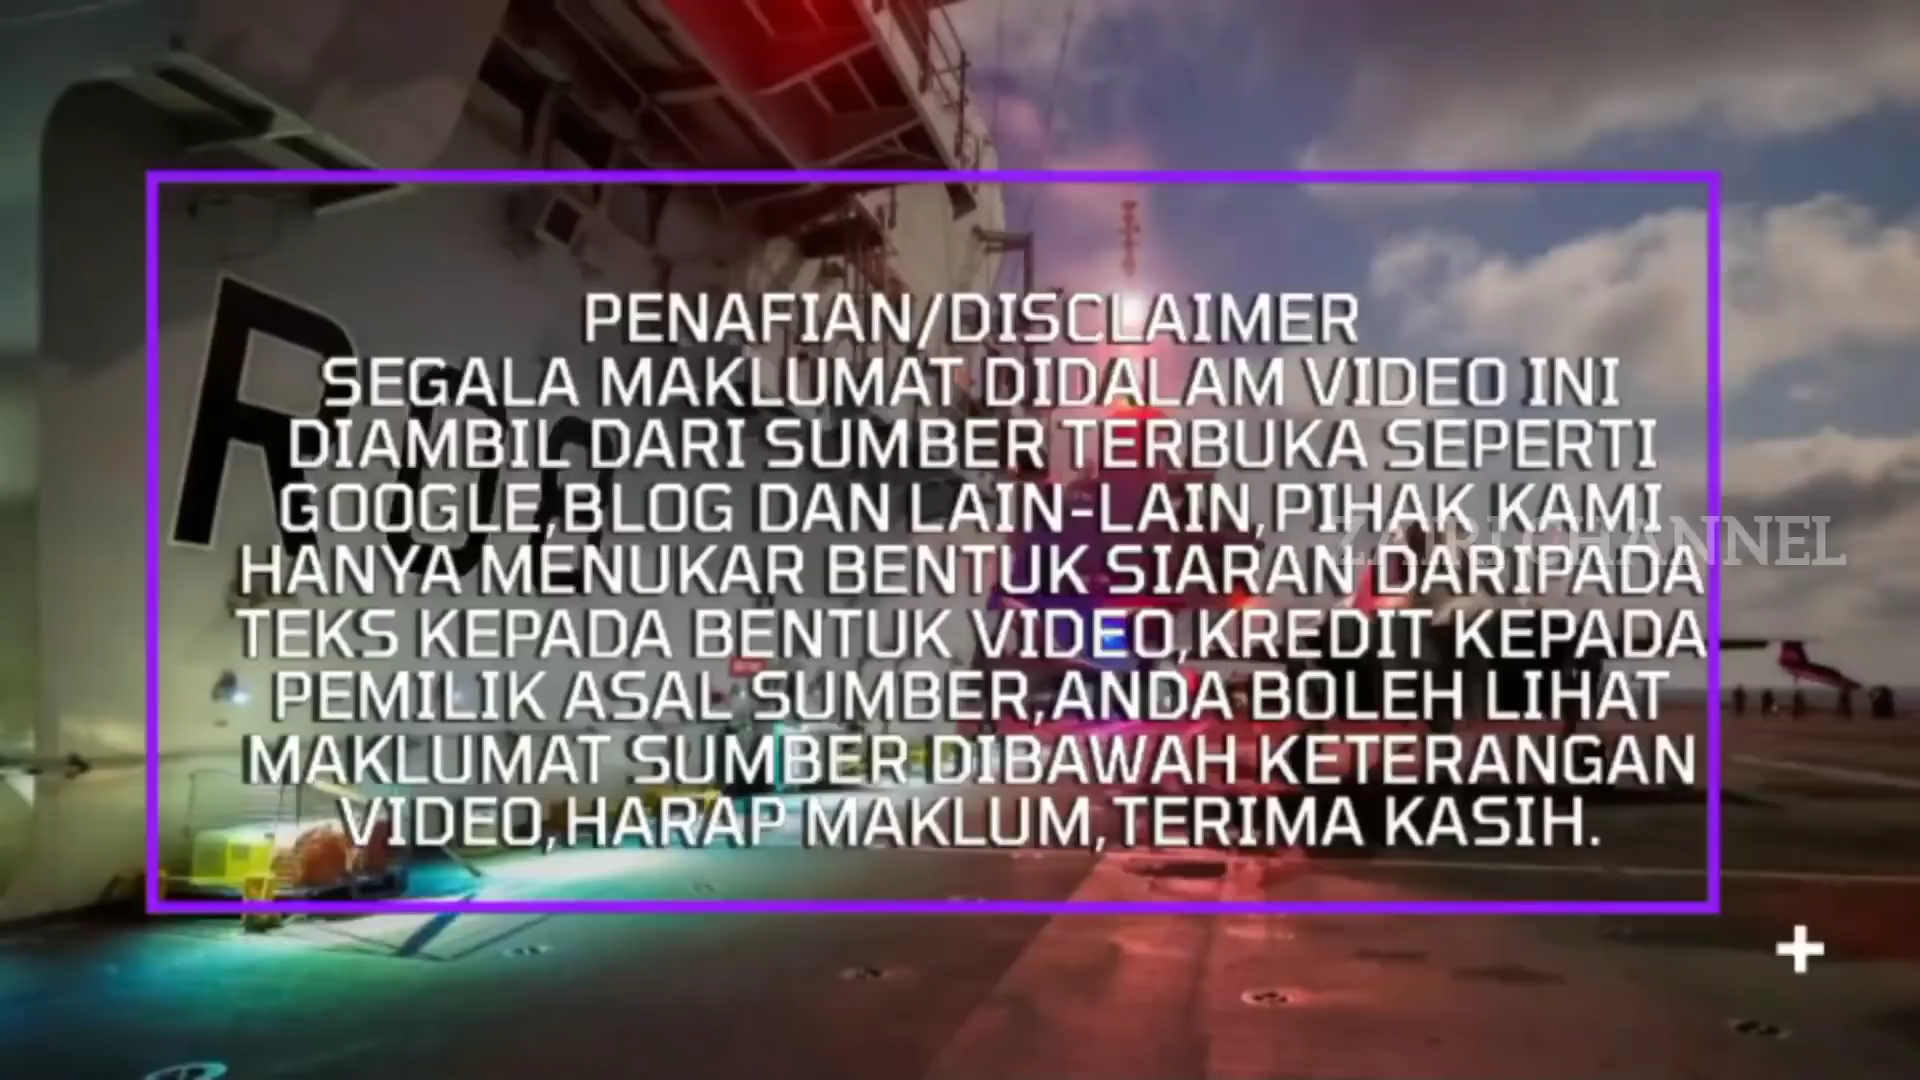 PENAFIAN/DISCLAIMER
SEGALA MAKLUMAT DIDALAM VIDEO INI
DIAMBIL DARI SUMBER TERBUKA SEPERTI
GOOGLE,BLOG DAN LAIN-LAIN,PIHAK KAMI
HANYA MENUKAR BENTUK SIARAN DARIPADA
TEKS KEPADA BENTUK VIDEO,KREDIT KEPADA
PEMILIK ASAL SUMBER,ANDA BOLEH LIHAT
MAKLUMAT SUMBER DIBAWAH KETERANGAN
VIDEO,HARAP MAKLUM,TERIMA KASIH.
CHANNEL